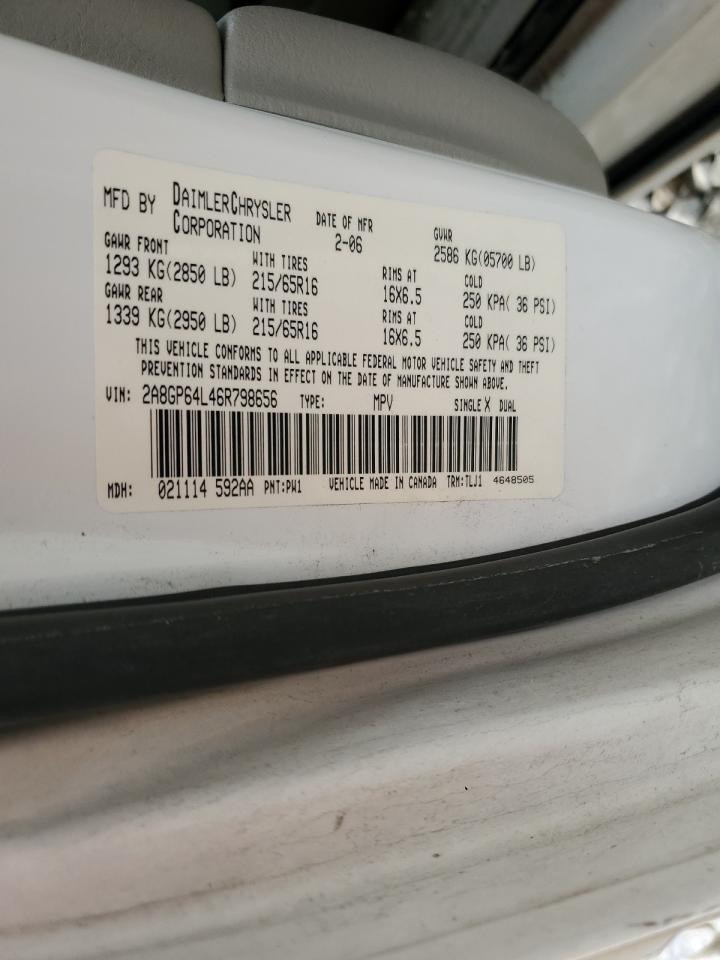 MFD BY DAIMLERCHRYSLER CORPORATION DATE OF MFR 2-06 GVWR 2586 KG(05700 LB)
GAWR FRONT WITH TIRES RIMS AT COLD
1293 KG(2850 LB) 215/65R16 16X6.5 250 KPA( 36 PSI)
GAWR REAR WITH TIRES RIMS AT COLD
1339 KG(2950 LB) 215/65R16 16X6.5 250 KPA( 36 PSI)
THIS VEHICLE CONFORMS TO ALL APPLICABLE FEDERAL MOTOR VEHICLE SAFETY AND THEFT
PREVENTION STANDARDS IN EFFECT ON THE DATE OF MANUFACTURE SHOWN ABOVE.
VIN: 2A8GP64L46R798656 TYPE: MPV SINGLE X DUAL
MDH: 021114 592AA PNT:PW1 VEHICLE MADE IN CANADA TRM:TLJ1 4648505